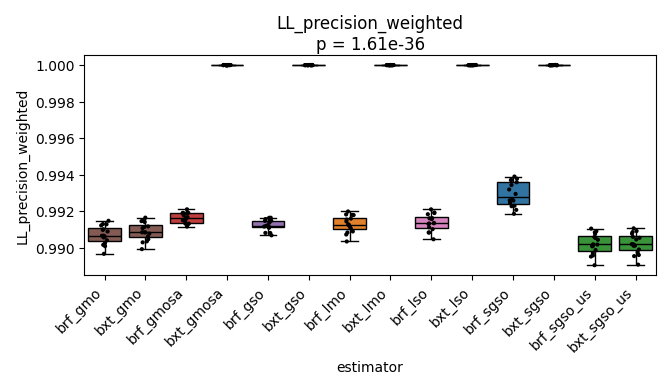 LL_precision_weighted
p = 1.61e-36
LL_precision_weighted
1.000
0.998
0.996
0.994
0.992
0.990
brf_gmo
bxt_gmo
brf_gmosa
bxt_gmosa
brf_gso
bxt_gso
brf_lmo
bxt_lmo
brf_lso
bxt_lso
brf_sgso
bxt_sgso
brf_sgso_us
bxt_sgso_us
estimator